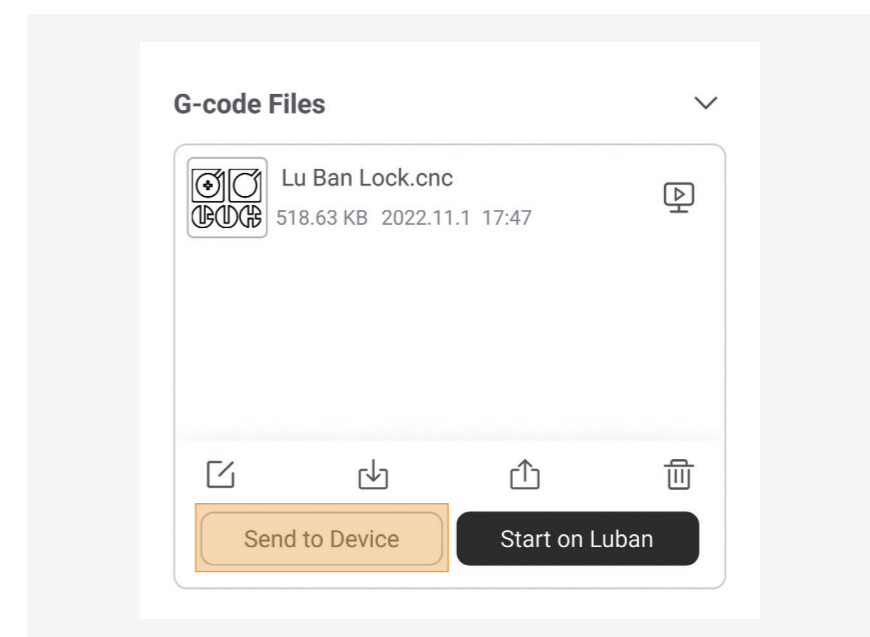 G-code Files
Lu Ban Lock.cnc
518.63 KB 2022.11.1 17:47
Send to Device
Start on Luban